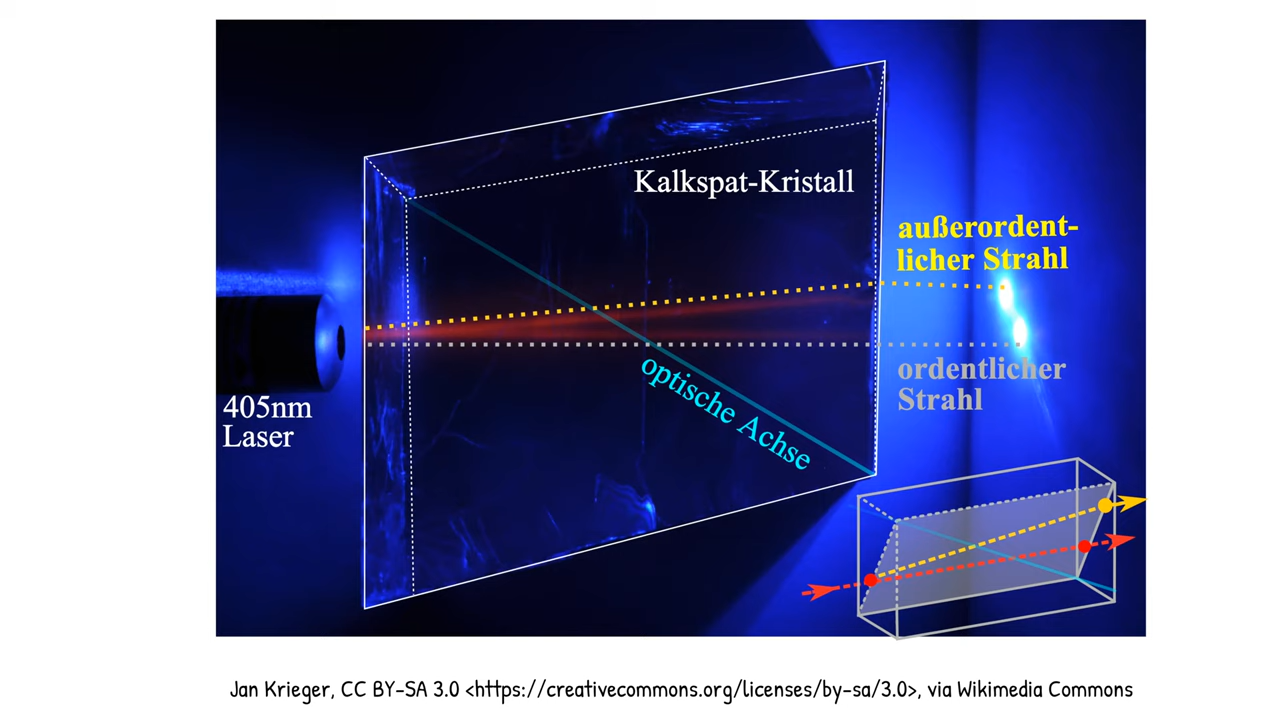 Kalkspat-Kristall
außerordent-
licher Strahl
ordentlicher
Strahl
optische Achse
405nm
Laser
Jan Krieger, CC BY-SA 3.0 <https://creativecommons.org/licenses/by-sa/3.0>, via Wikimedia Commons